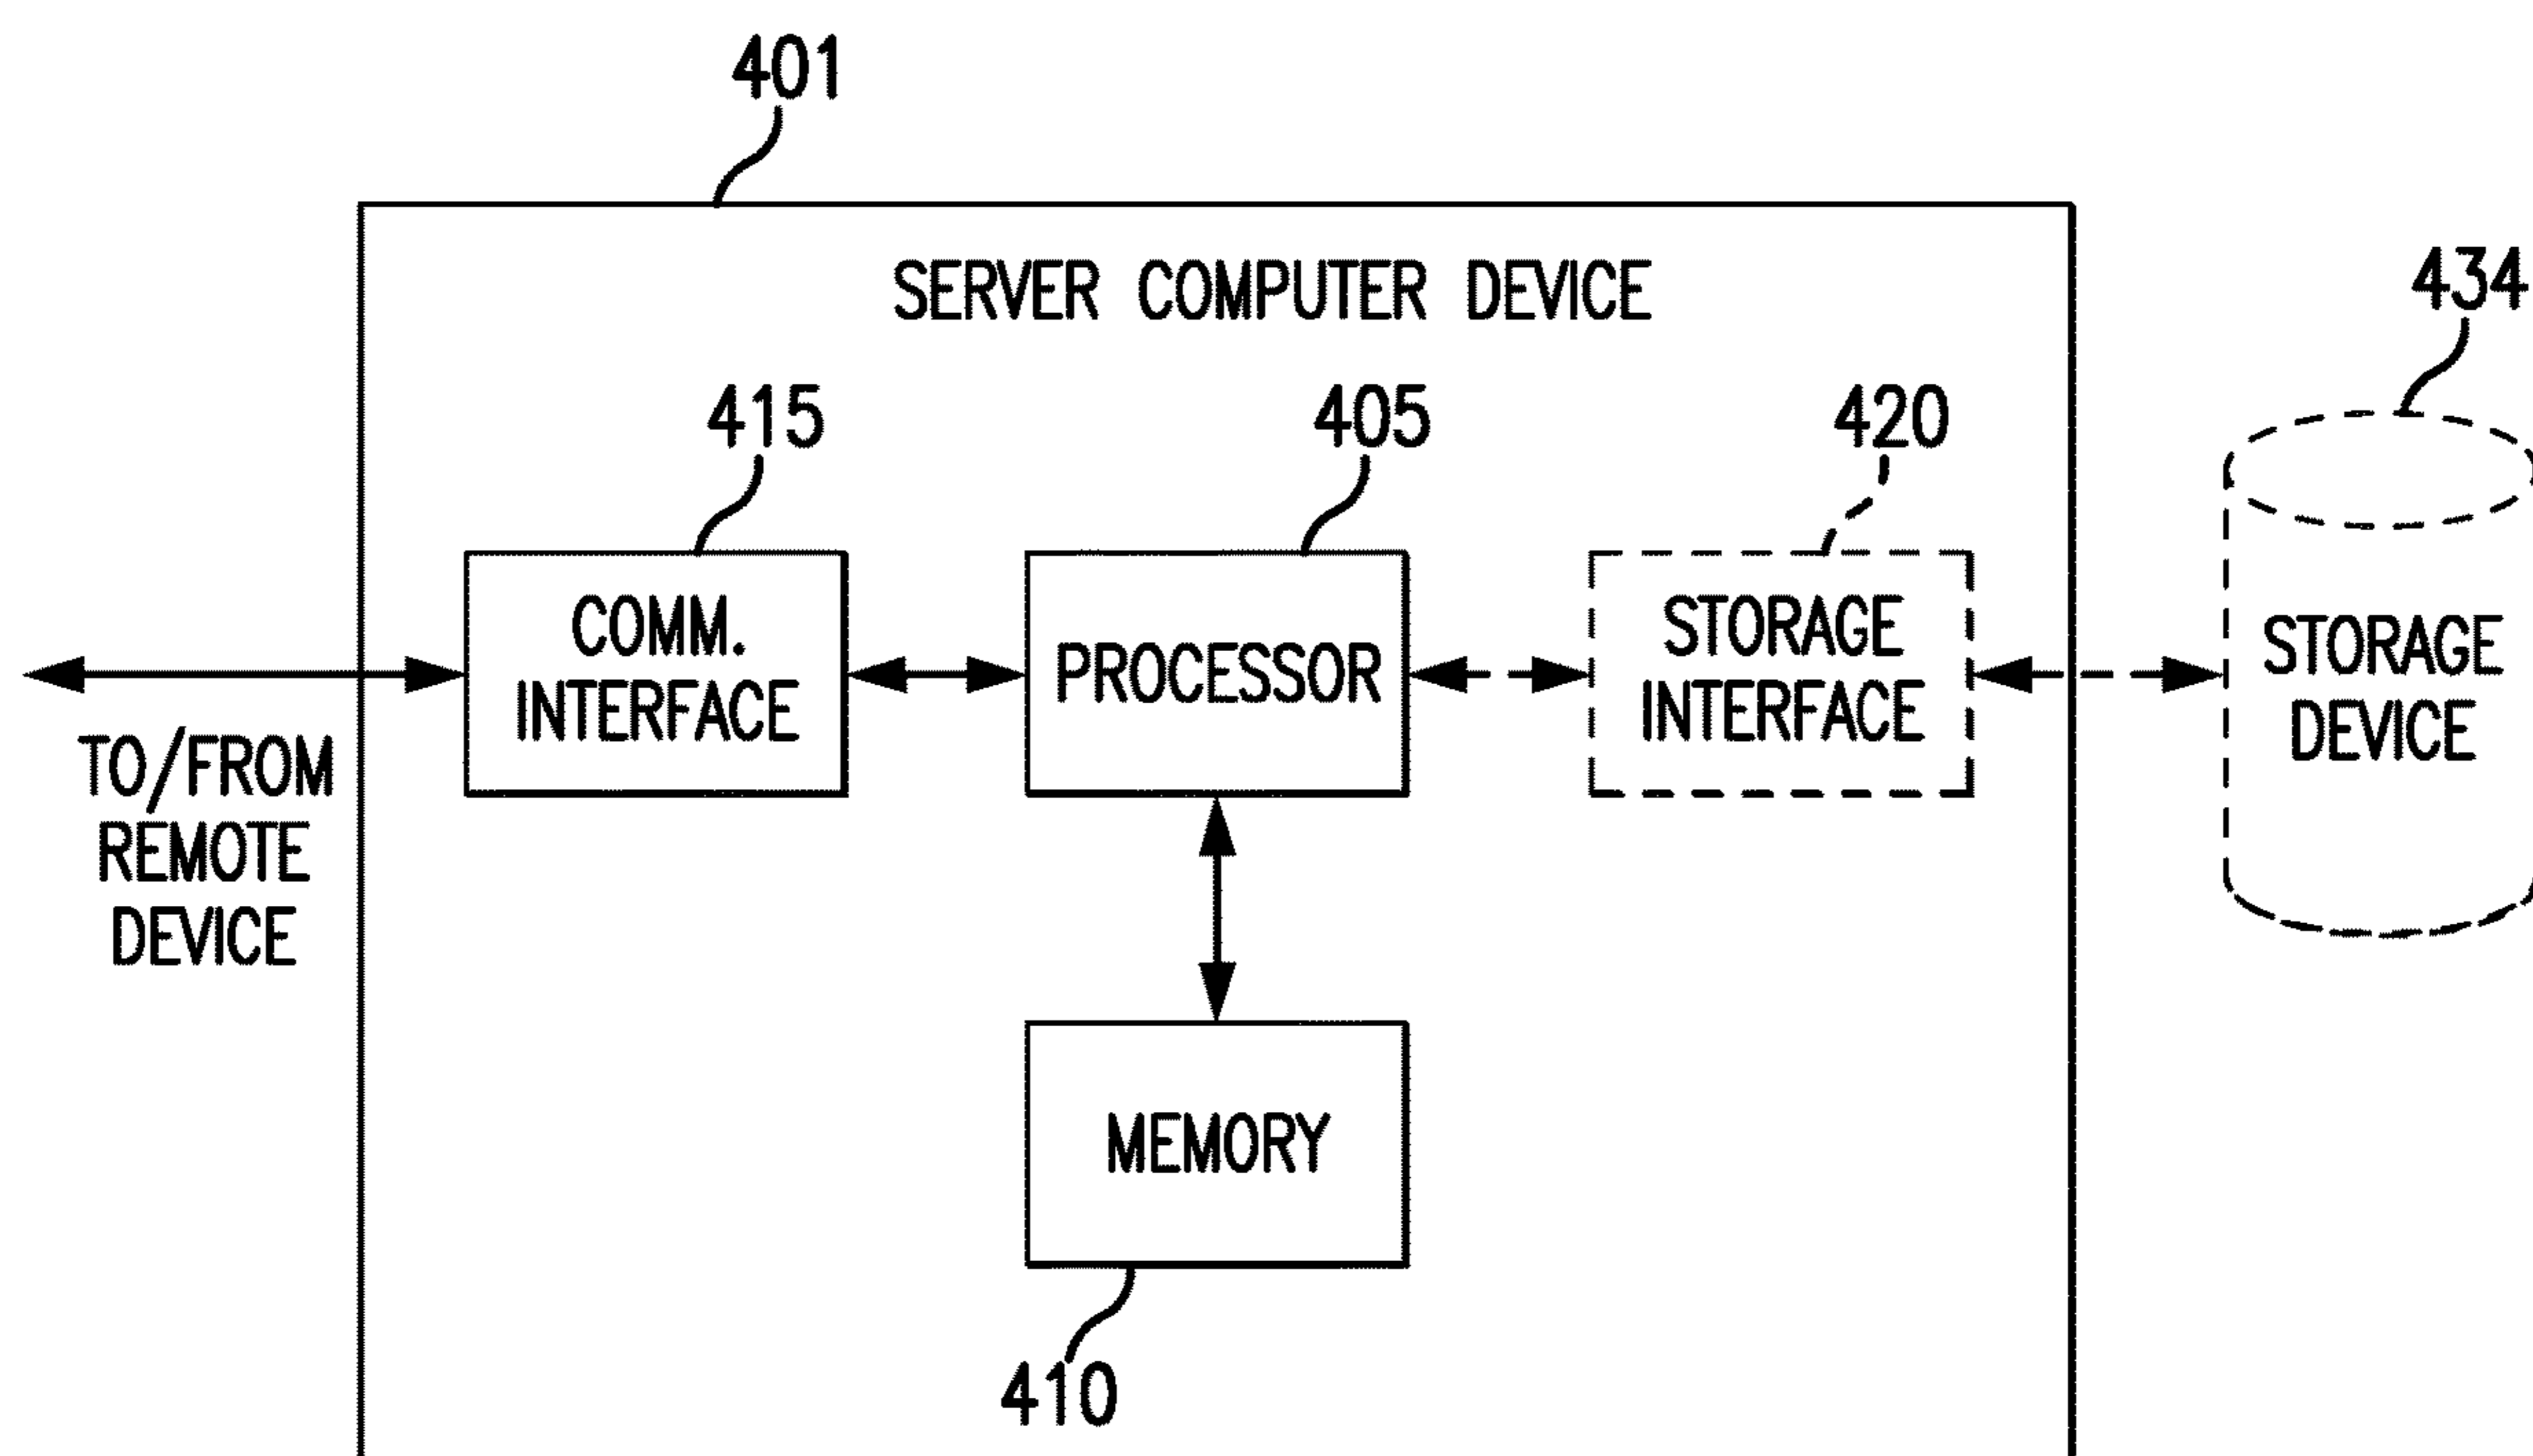 401
SERVER COMPUTER DEVICE
434
415
405
420
COMM.
INTERFACE
PROCESSOR
STORAGE
INTERFACE
STORAGE
DEVICE
TO/FROM
REMOTE
DEVICE
MEMORY
410